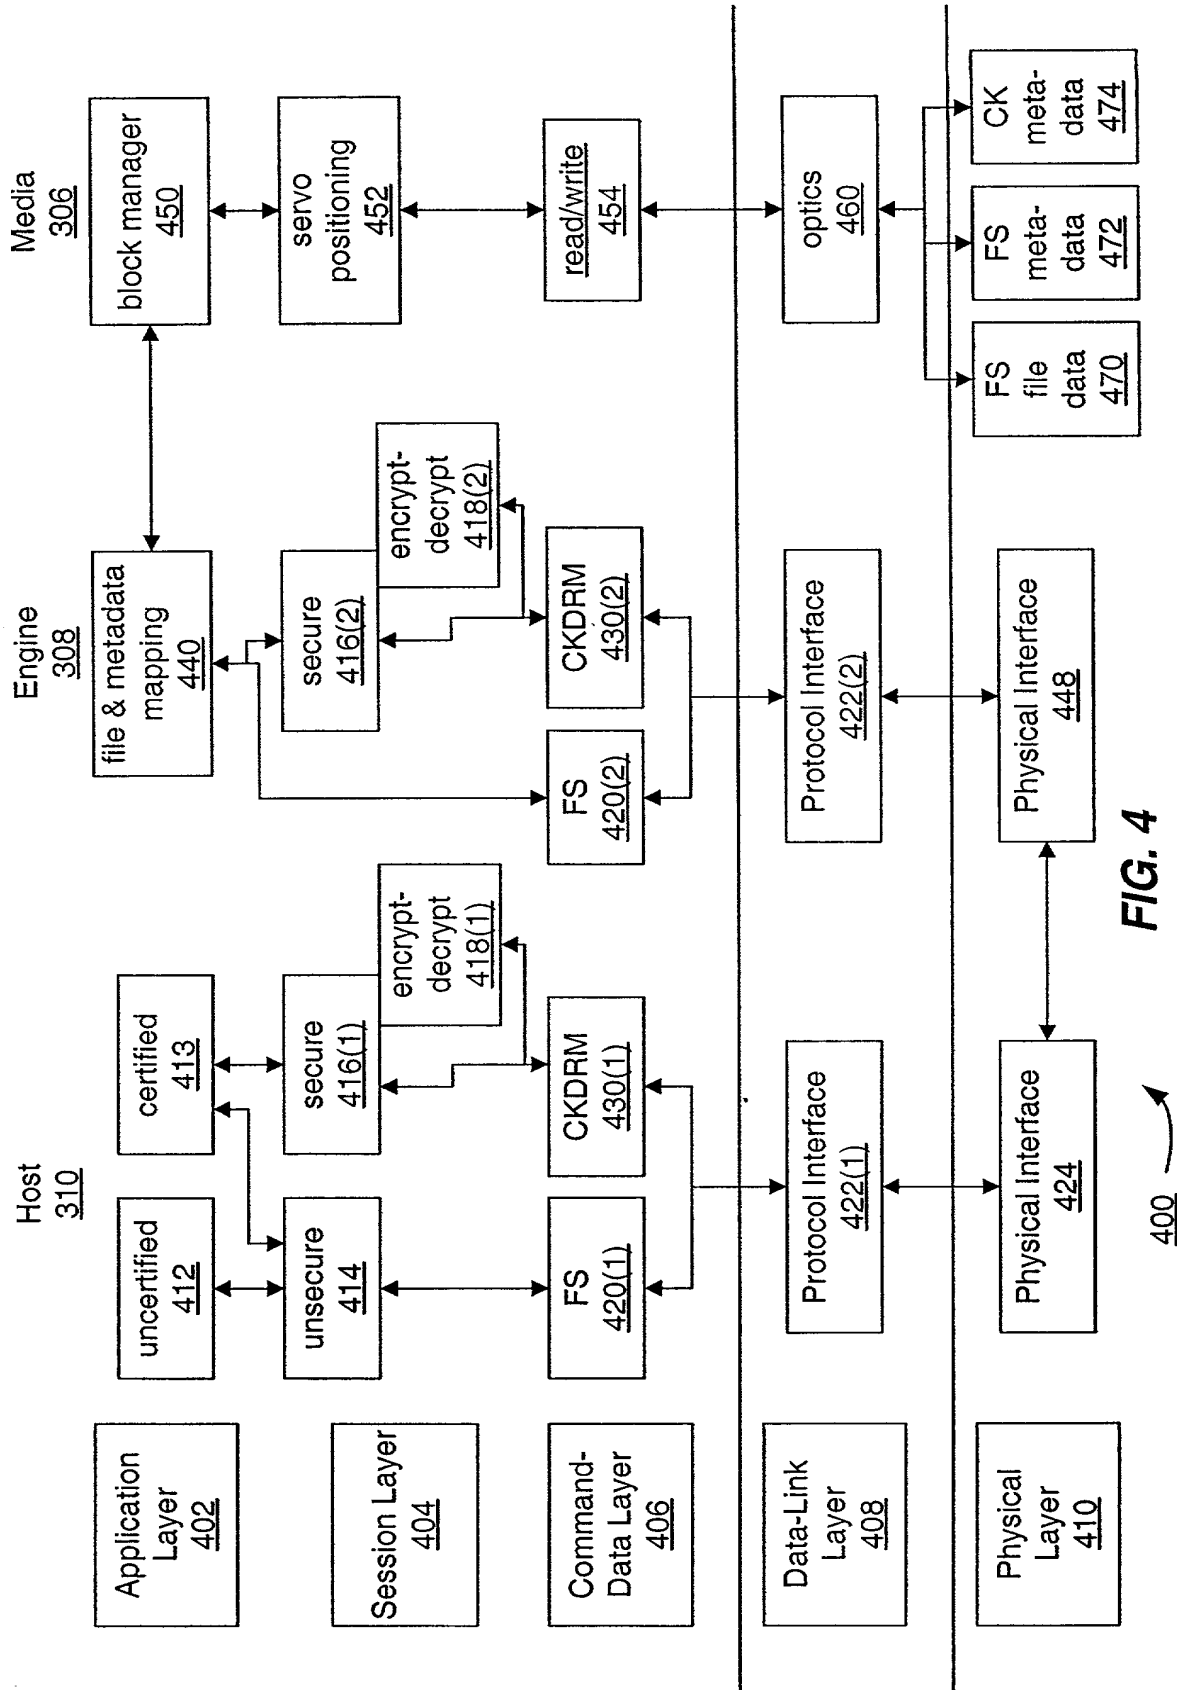 Host
310
Engine
308
Media
306
Application
Layer
402
uncertified
412
certified
413
file & metadata
mapping
440
block manager
450
Session Layer
404
unsecure
414
secure
416(1)
encrypt-
decrypt
418(1)
secure
416(2)
encrypt-
decrypt
418(2)
servo
positioning
452
Command-
Data Layer
406
FS
420(1)
CKDRM
430(1)
FS
420(2)
CKDRM
430(2)
read/write
454
Data-Link
Layer
408
Protocol Interface
422(1)
Protocol Interface
422(2)
optics
460
Physical
Layer
410
Physical Interface
424
Physical Interface
448
FS
file
data
470
FS
meta-
data
472
CK
meta-
data
474
400
FIG. 4